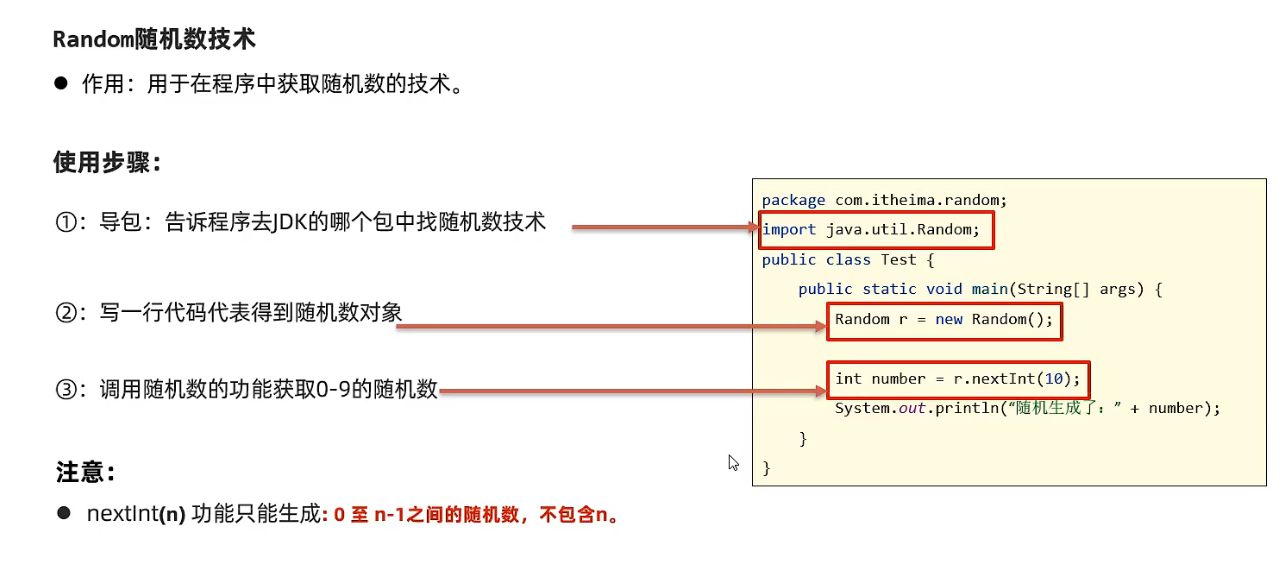 Random随机数技术
● 作用：用于在程序中获取随机数的技术。
使用步骤：
①：导包：告诉程序去JDK的哪个包中找随机数技术
②：写一行代码代表得到随机数对象
③：调用随机数的功能获取0-9的随机数
注意：
● nextInt(n) 功能只能生成: 0 至 n-1之间的随机数，不包含n。
package com.itheima.random;
import java.util.Random;
public class Test {
public static void main(String[] args) {
Random r = new Random();
int number = r.nextInt(10);
System.out.println(“随机生成了：” + number);
}
}